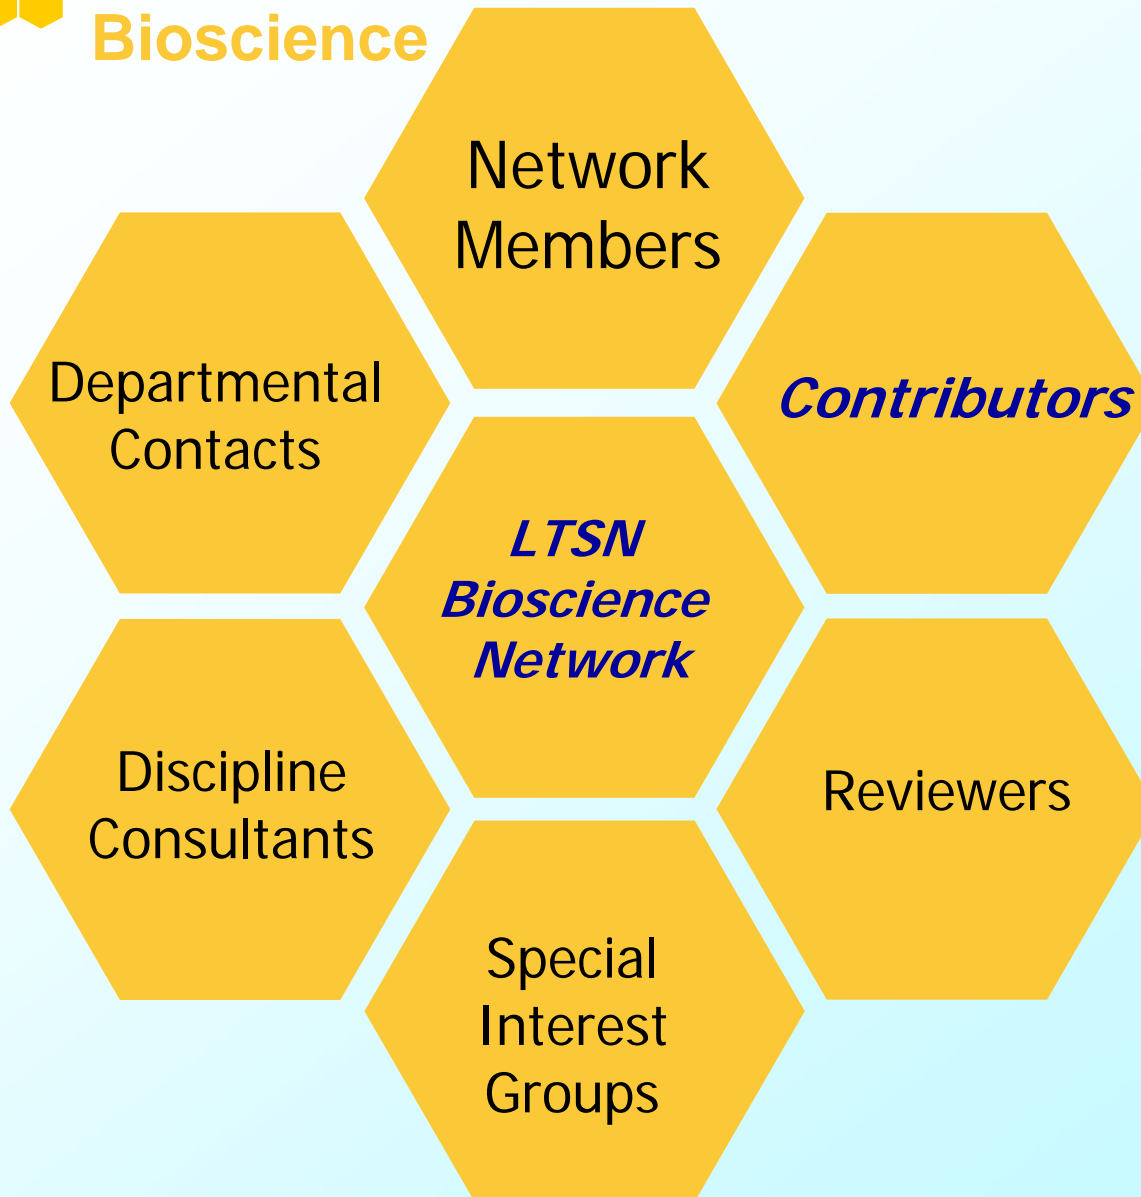 Bioscience
Network
Members
Departmental
Contacts
Contributors
LTSN
Bioscience
Network
Discipline
Consultants
Reviewers
Special
Interest
Groups